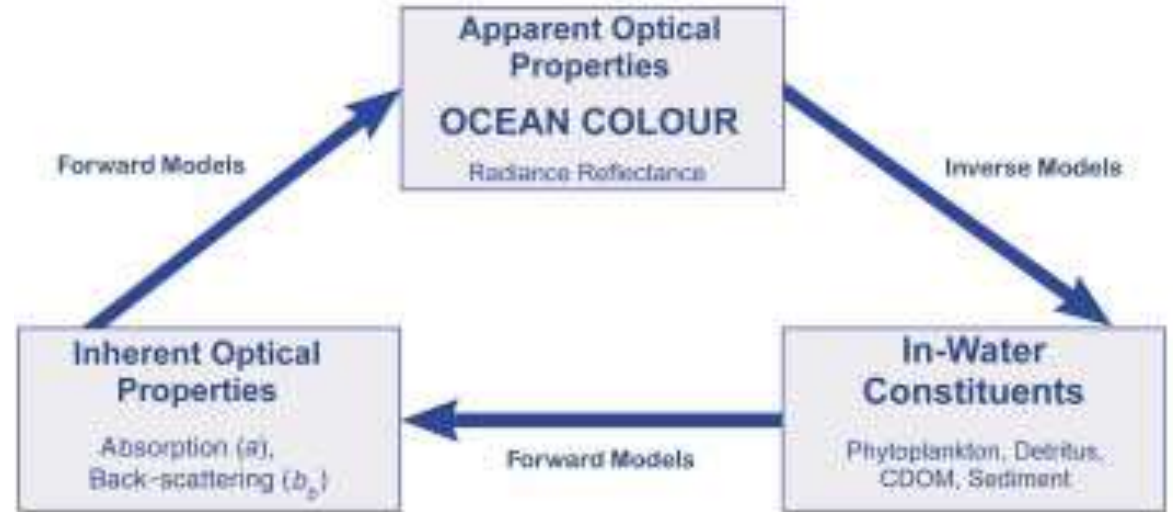 Apparent Optical
Properties
OCEAN COLOUR
Radiance Reflectance
Forward Models
Inverse Models
Inherent Optical
Properties
Absorption (a),
Back-scattering (b_b)
Forward Models
In-Water
Constituents
Phytoplankton, Detritus,
CDOM, Sediment